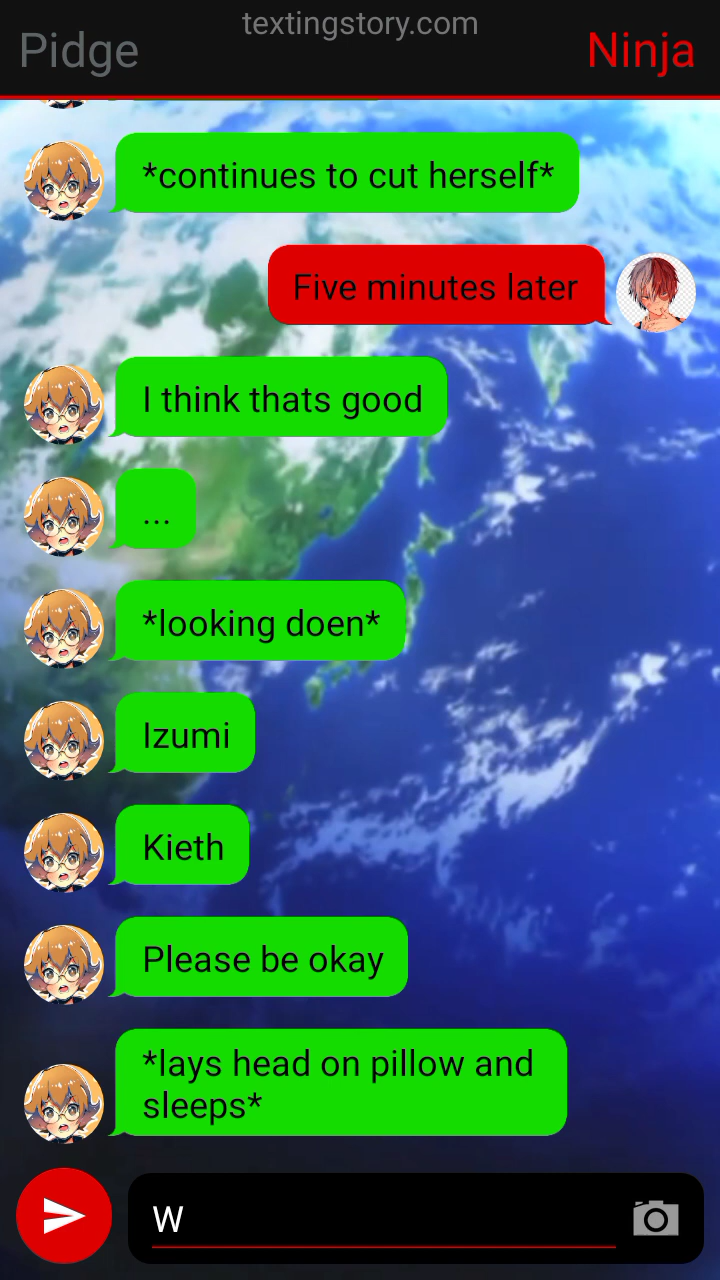 textingstory.com
Pidge
Ninja
*continues to cut herself*
Five minutes later
I think thats good
...
*looking doen*
Izumi
Kieth
Please be okay
*lays head on pillow and
sleeps*
W